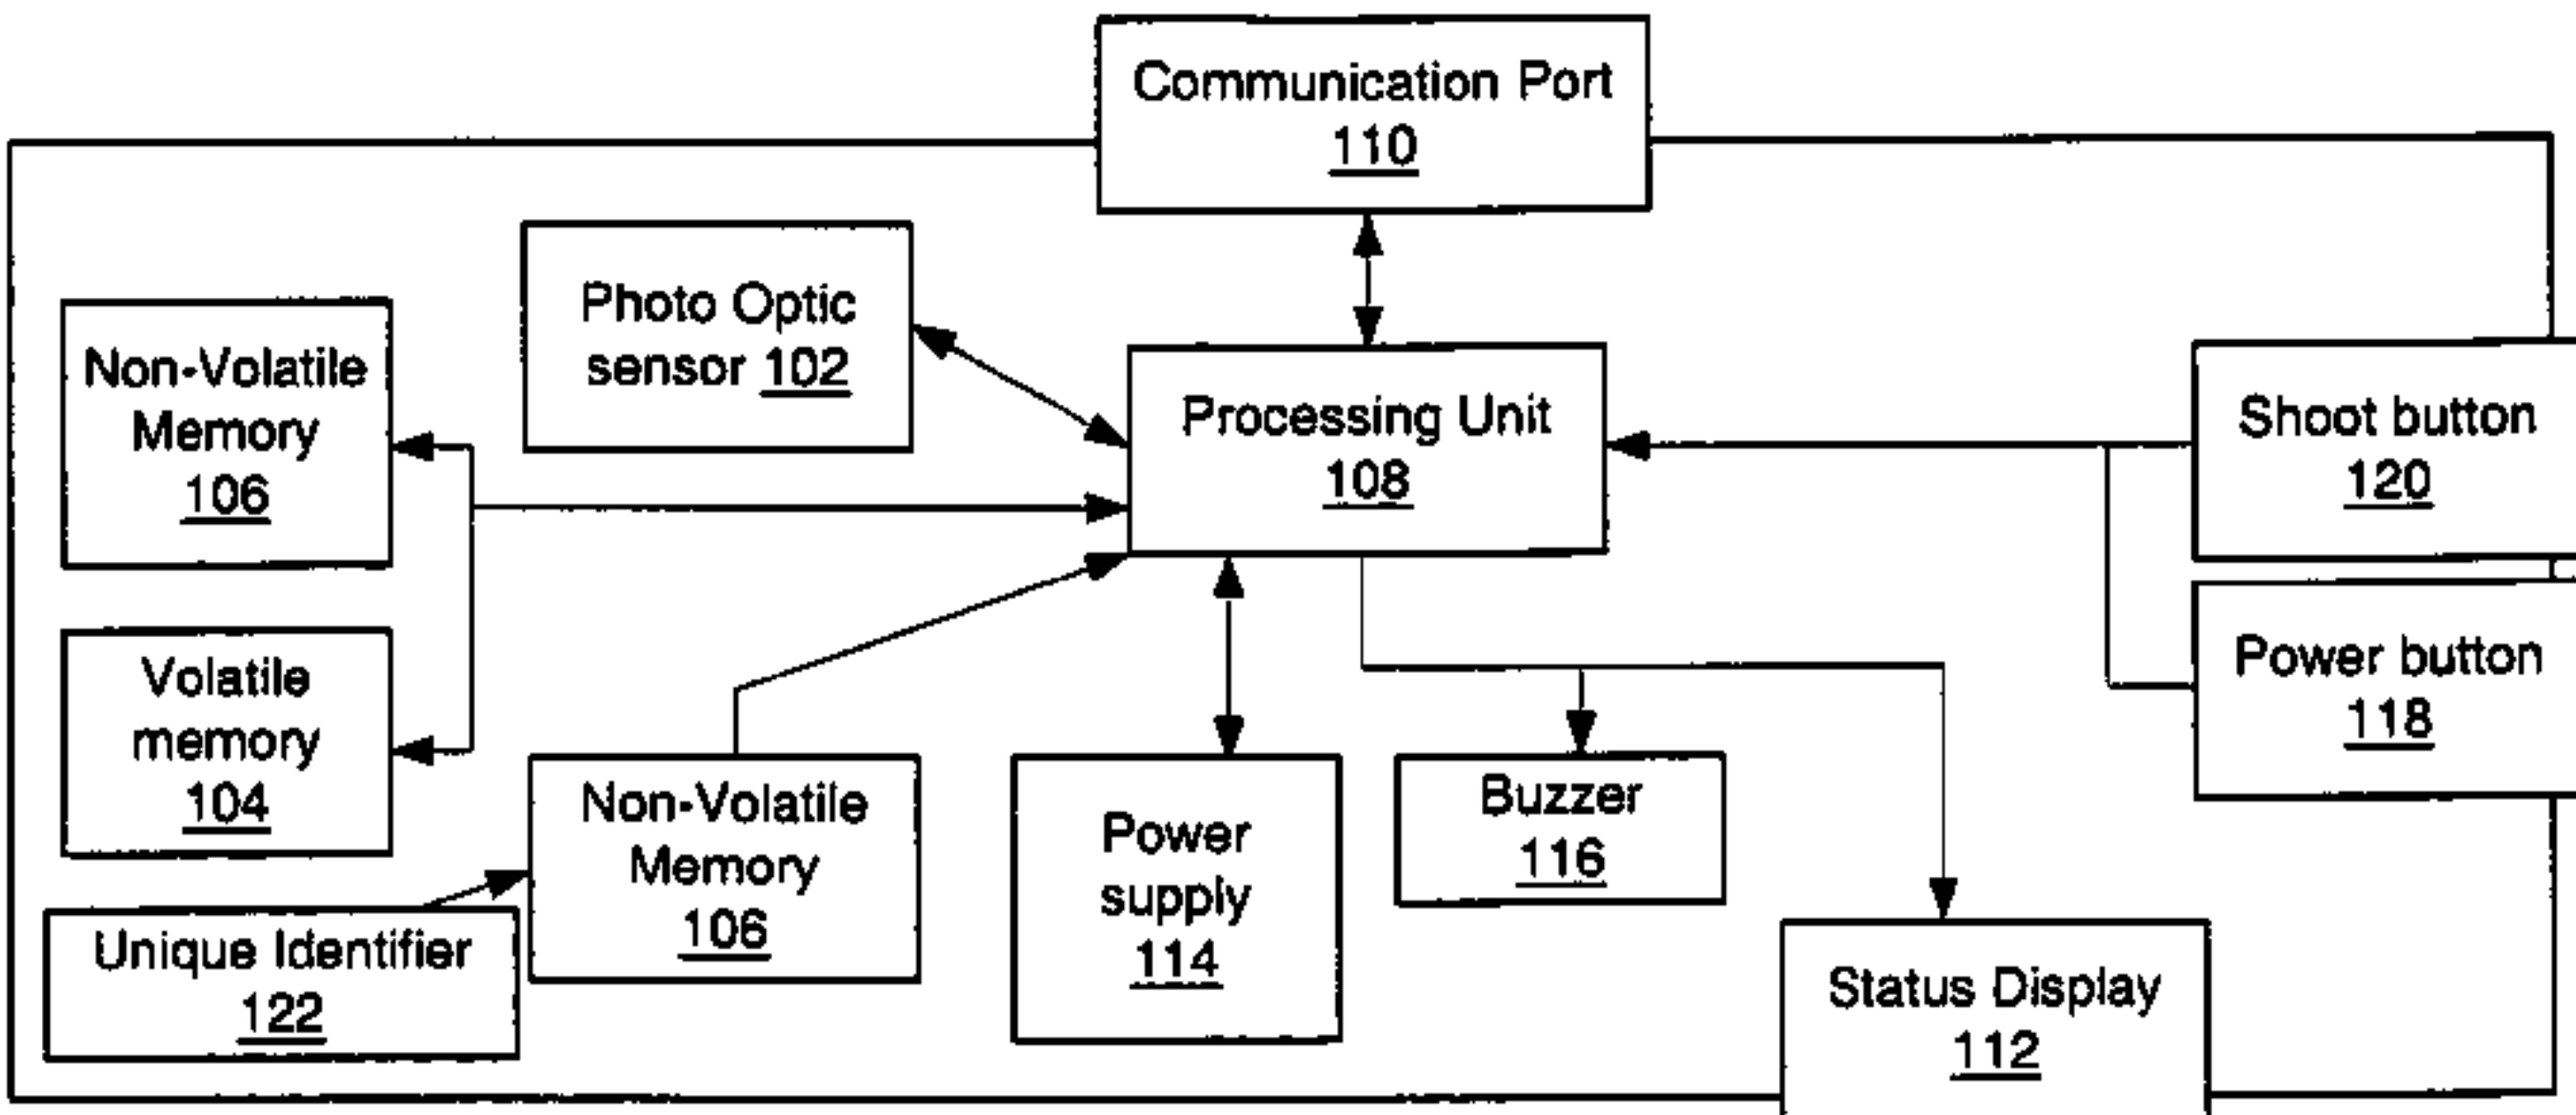 Communication Port
110
Photo Optic
sensor 102
Non-Volatile
Memory
106
Processing Unit
108
Shoot button
120
Volatile
memory
104
Power button
118
Non-Volatile
Memory
106
Power
supply
114
Buzzer
116
Unique Identifier
122
Status Display
112